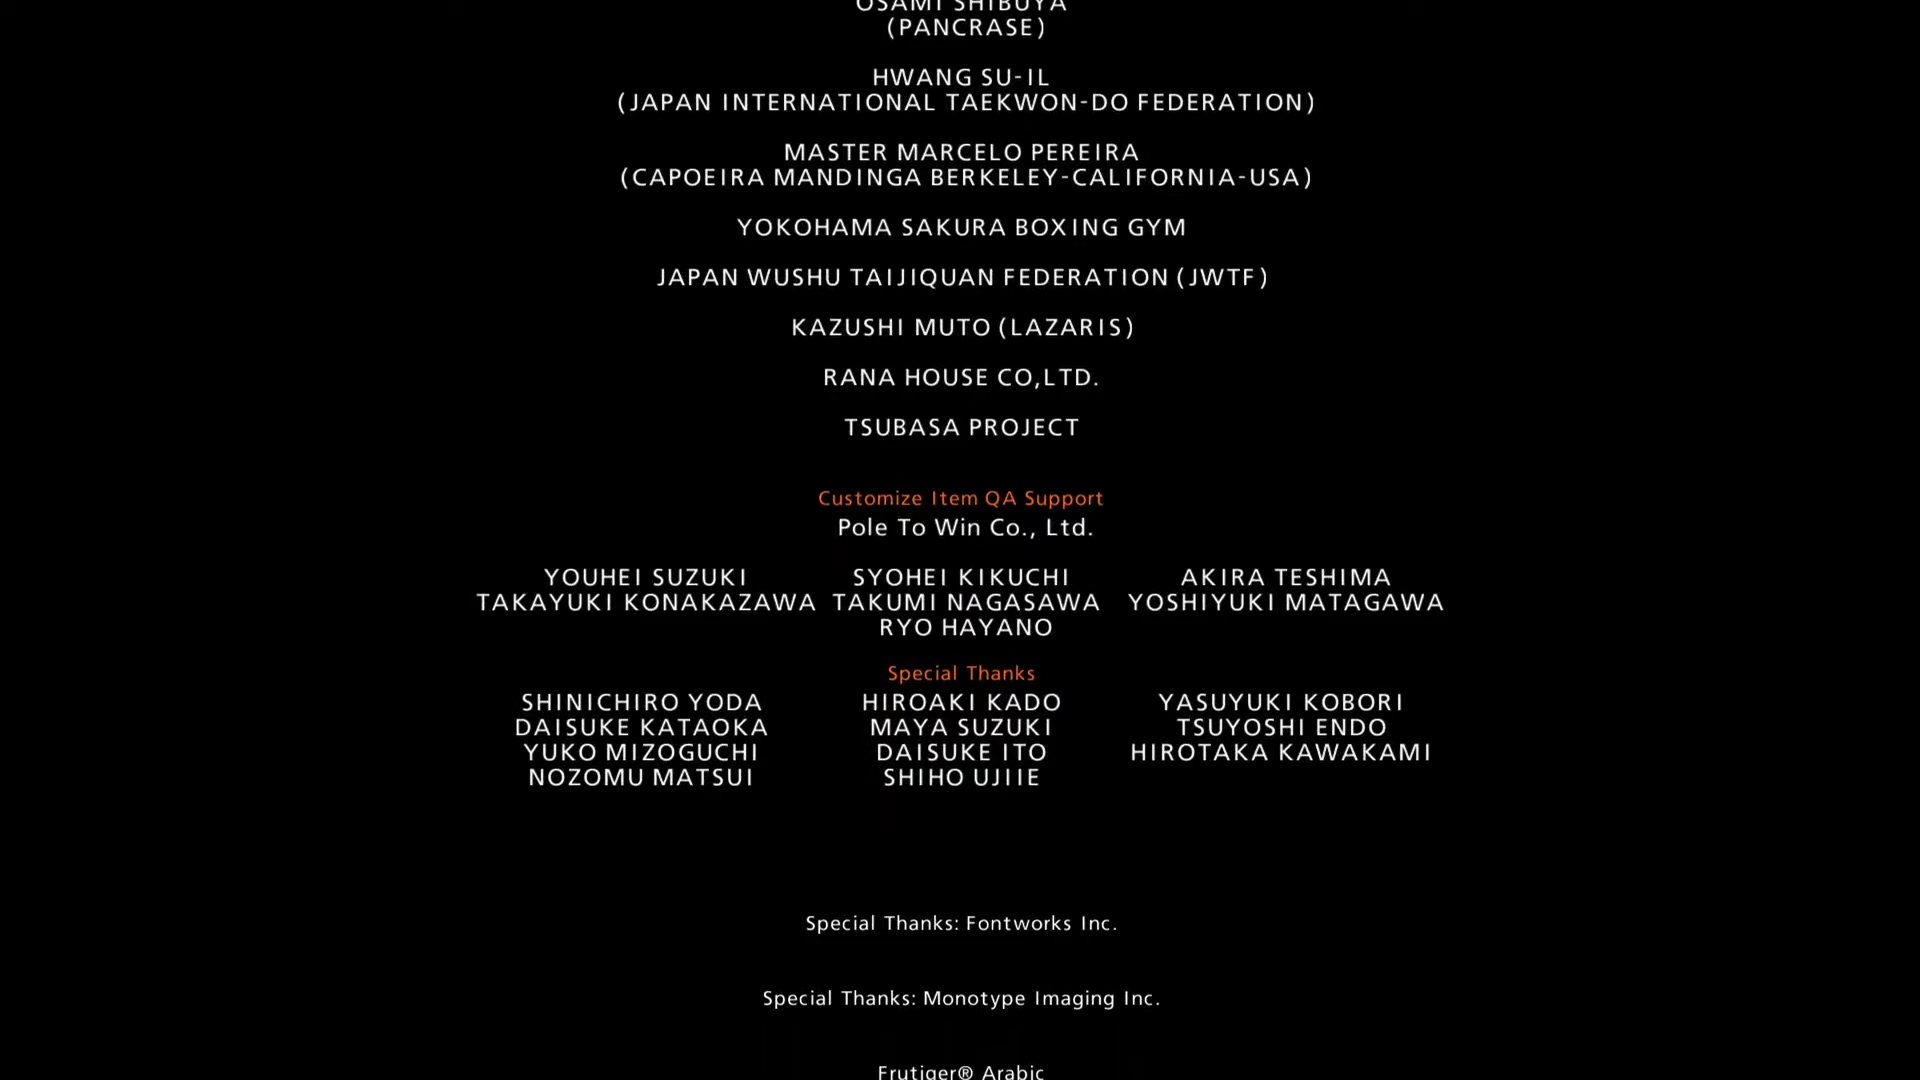 OSAMI SHIBUYA
(PANCRASE)
HWANG SU-IL
(JAPAN INTERNATIONAL TAEKWON-DO FEDERATION)
MASTER MARCELO PEREIRA
(CAPOEIRA MANDINGA BERKELEY-CALIFORNIA-USA)
YOKOHAMA SAKURA BOXING GYM
JAPAN WUSHU TAIJIQUAN FEDERATION (JWTF)
KAZUSHI MUTO (LAZARIS)
RANA HOUSE CO,LTD.
TSUBASA PROJECT
Customize Item QA Support
Pole To Win Co., Ltd.
YOUHEI SUZUKI SYOHEI KIKUCHI AKIRA TESHIMA
TAKAYUKI KONAKAZAWA TAKUMI NAGASAWA YOSHIYUKI MATAGAWA
RYO HAYANO
Special Thanks
SHINICHIRO YODA HIROAKI KADO YASUYUKI KOBORI
DAISUKE KATAOKA MAYA SUZUKI TSUYOSHI ENDO
YUKO MIZOGUCHI DAISUKE ITO HIROTAKA KAWAKAMI
NOZOMU MATSUI SHIHO UJIIE
Special Thanks: Fontworks Inc.
Special Thanks: Monotype Imaging Inc.
Frutiger® Arabic